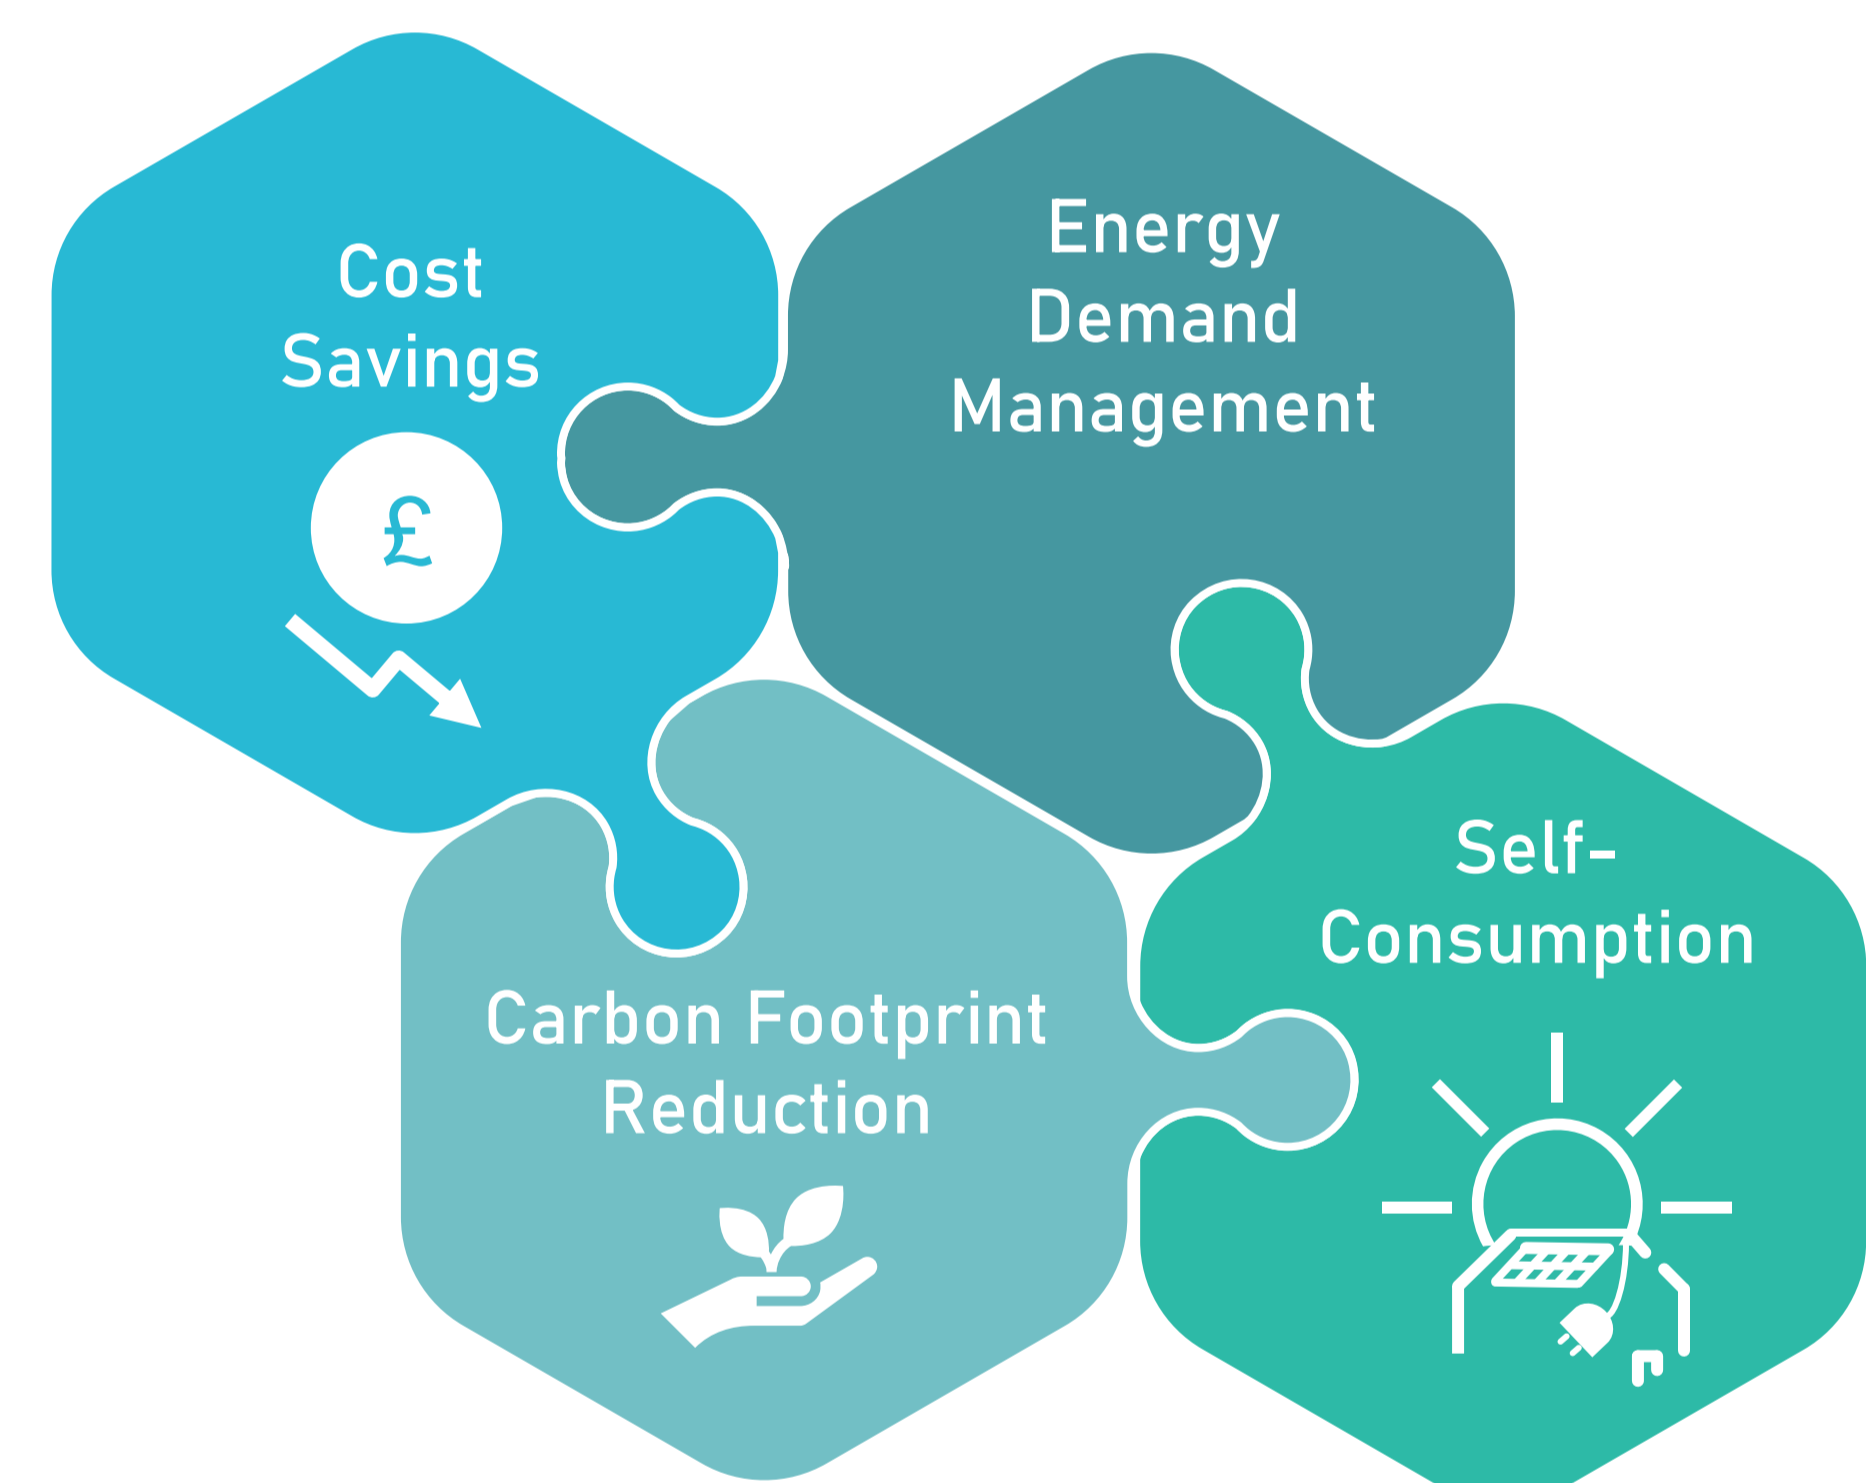 Cost
Savings
£
Energy
Demand
Management
Carbon Footprint
Reduction
Self-
Consumption